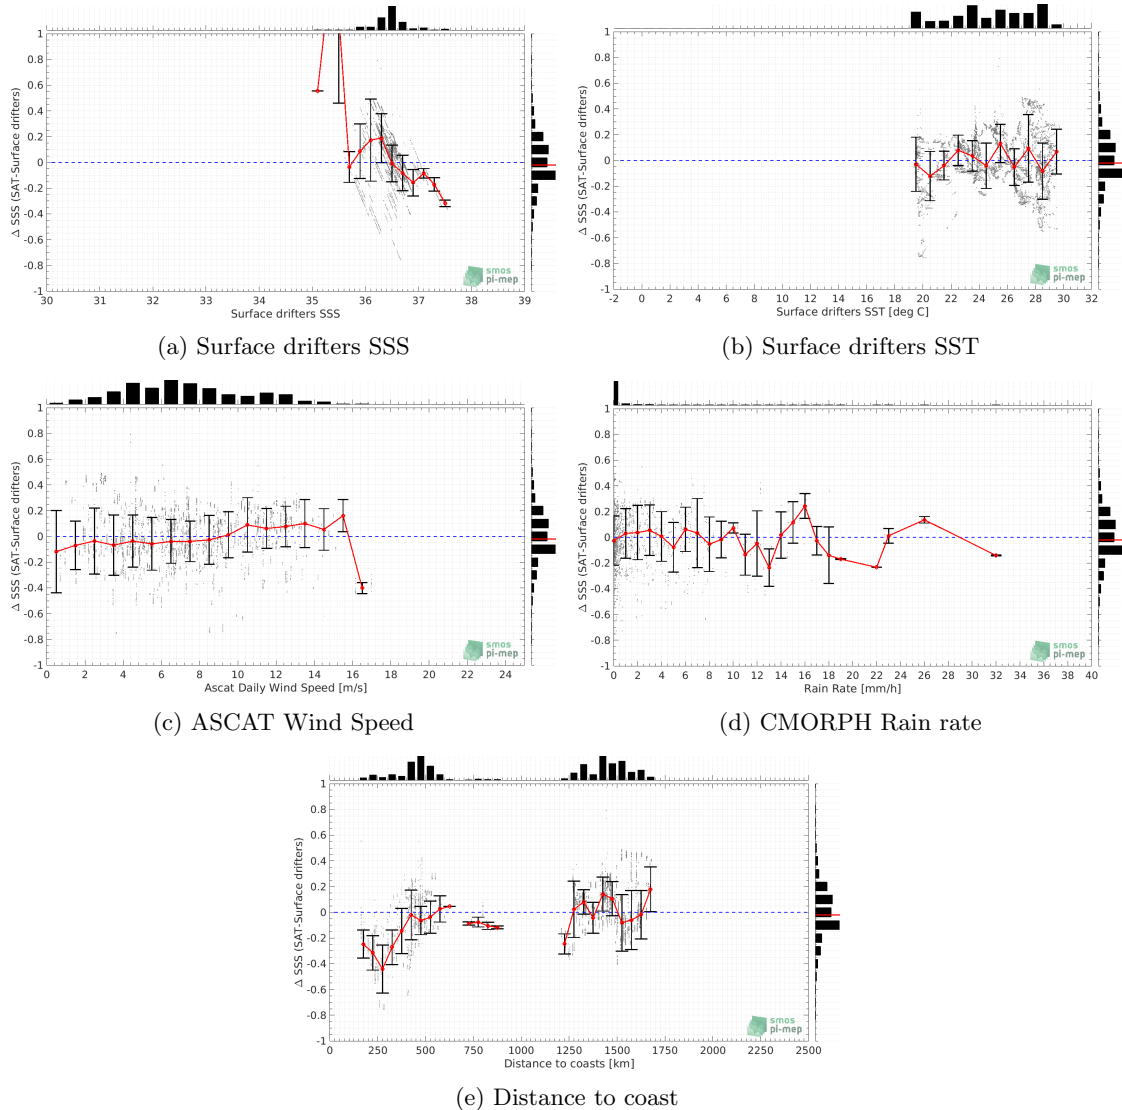 1
0.8
0.6
0.4
0.2
0
-0.2
-0.4
-0.6
-0.8
-1
Δ SSS (SAT-Surface drifters)
30 31 32 33 34 35 36 37 38 39
Surface drifters SSS
smos
pi-mep
(a) Surface drifters SSS
1
0.8
0.6
0.4
0.2
0
-0.2
-0.4
-0.6
-0.8
-1
Δ SSS (SAT-Surface drifters)
-2 0 2 4 6 8 10 12 14 16 18 20 22 24 26 28 30 32
Surface drifters SST [deg C]
smos
pi-mep
(b) Surface drifters SST
1
0.8
0.6
0.4
0.2
0
-0.2
-0.4
-0.6
-0.8
-1
Δ SSS (SAT-Surface drifters)
0 2 4 6 8 10 12 14 16 18 20 22 24
Ascat Daily Wind Speed [m/s]
smos
pi-mep
(c) ASCAT Wind Speed
1
0.8
0.6
0.4
0.2
0
-0.2
-0.4
-0.6
-0.8
-1
Δ SSS (SAT-Surface drifters)
0 2 4 6 8 10 12 14 16 18 20 22 24 26 28 30 32 34 36 38 40
Rain Rate [mm/h]
smos
pi-mep
(d) CMORPH Rain rate
1
0.8
0.6
0.4
0.2
0
-0.2
-0.4
-0.6
-0.8
-1
Δ SSS (SAT-Surface drifters)
0 250 500 750 1000 1250 1500 1750 2000 2250 2500
Distance to coasts [km]
smos
pi-mep
(e) Distance to coast